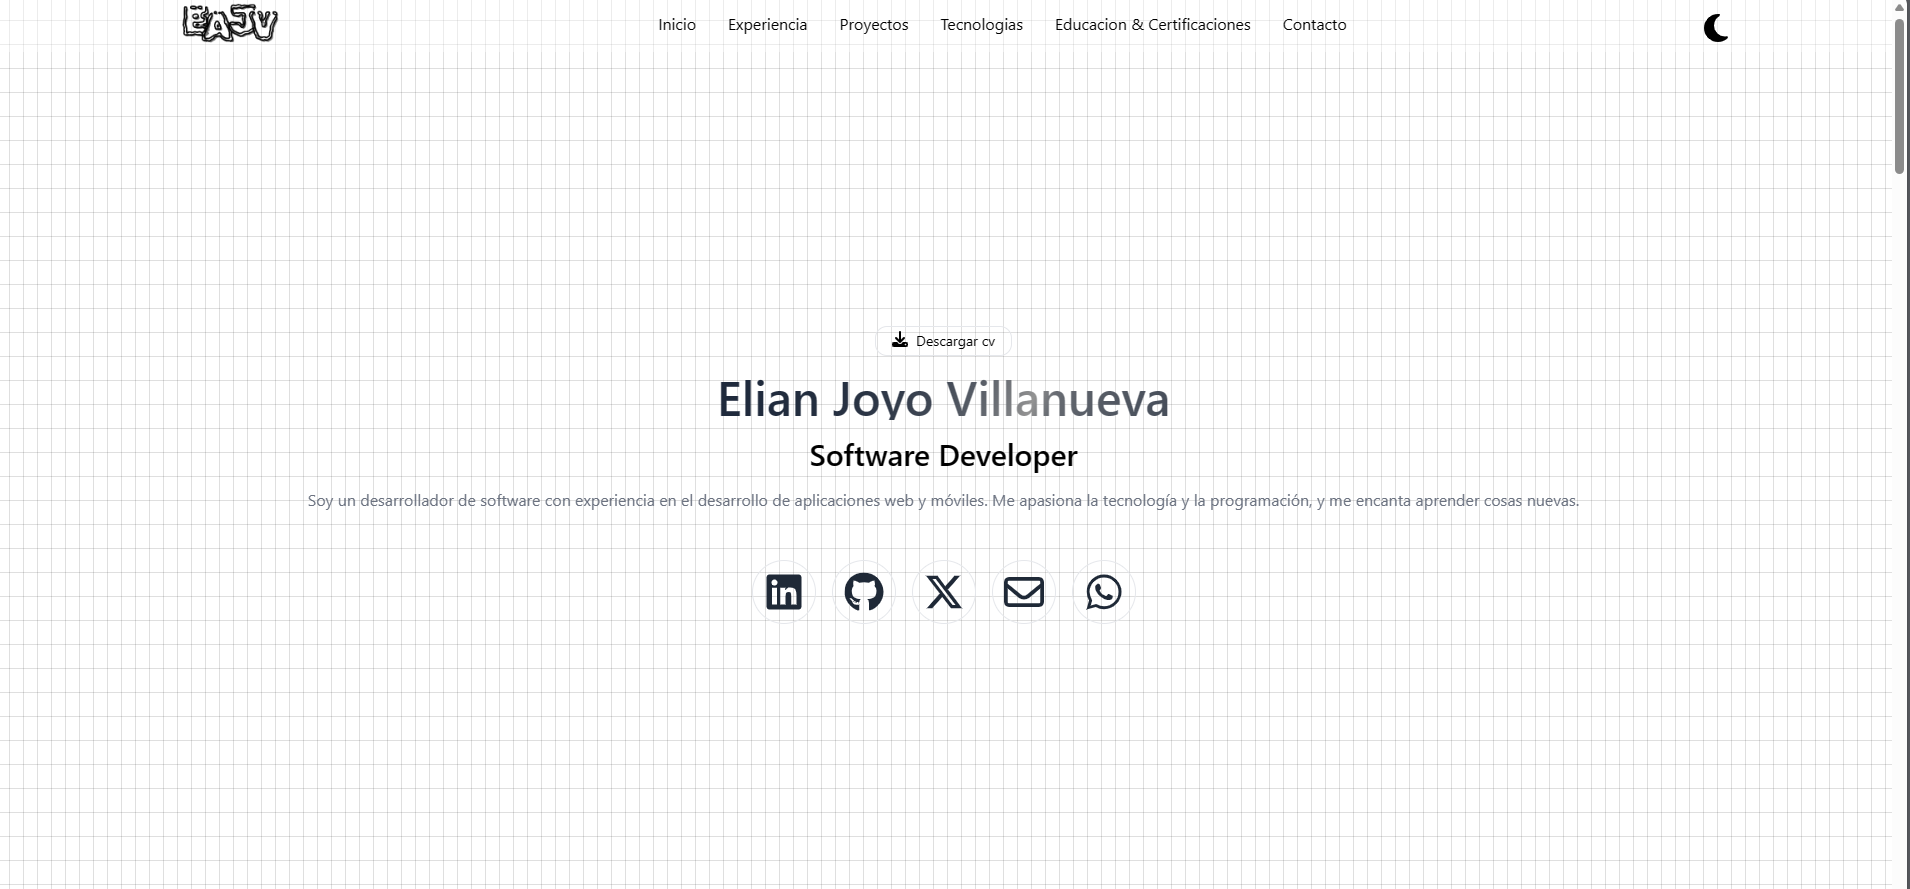 EAJV
Inicio Experiencia Proyectos Tecnologias Educacion & Certificaciones Contacto
Descargar cv
Elian Joyo Villanueva
Software Developer
Soy un desarrollador de software con experiencia en el desarrollo de aplicaciones web y móviles. Me apasiona la tecnología y la programación, y me encanta aprender cosas nuevas.
in
X